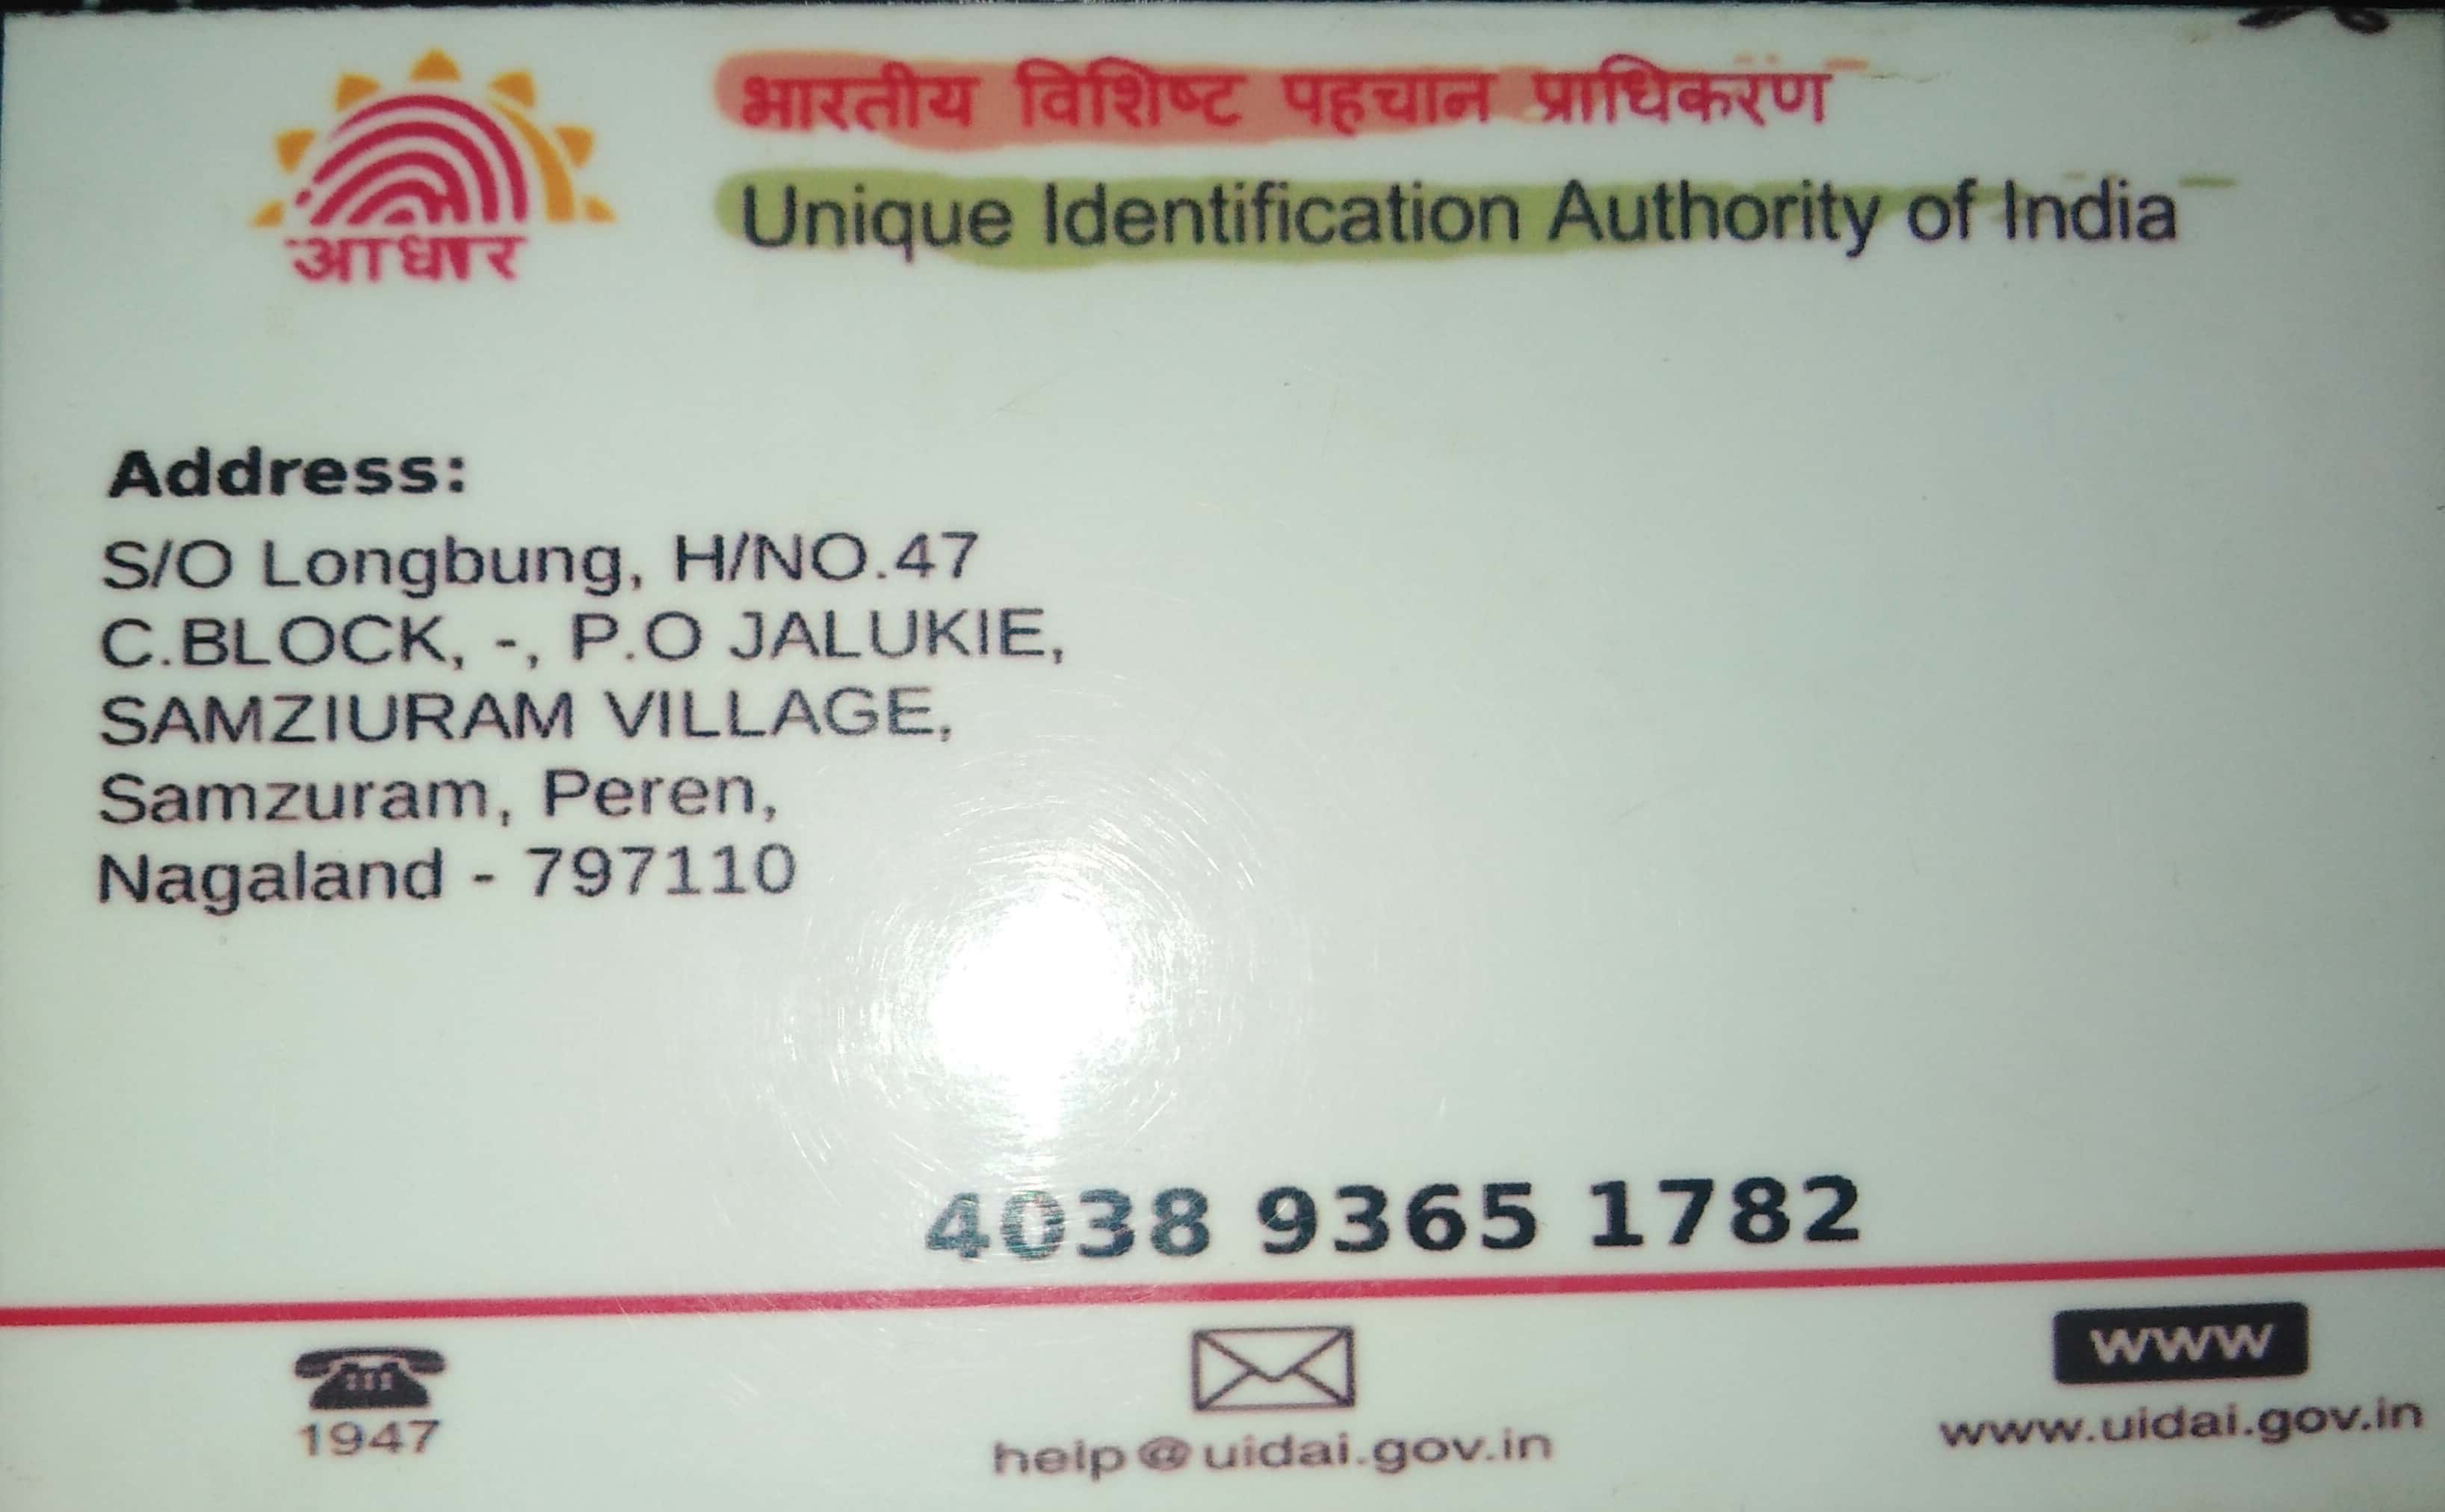 भारतीय विशिष्ट पहचान प्राधिकरण
Unique Identification Authority of India
आधार
Address:
S/O Longbung, H/NO.47
C.BLOCK, -, P.O JALUKIE,
SAMZIURAM VILLAGE,
Samzuram, Peren,
Nagaland - 797110
4038 9365 1782
1947
help@uidai.gov.in
www
www.uidai.gov.in